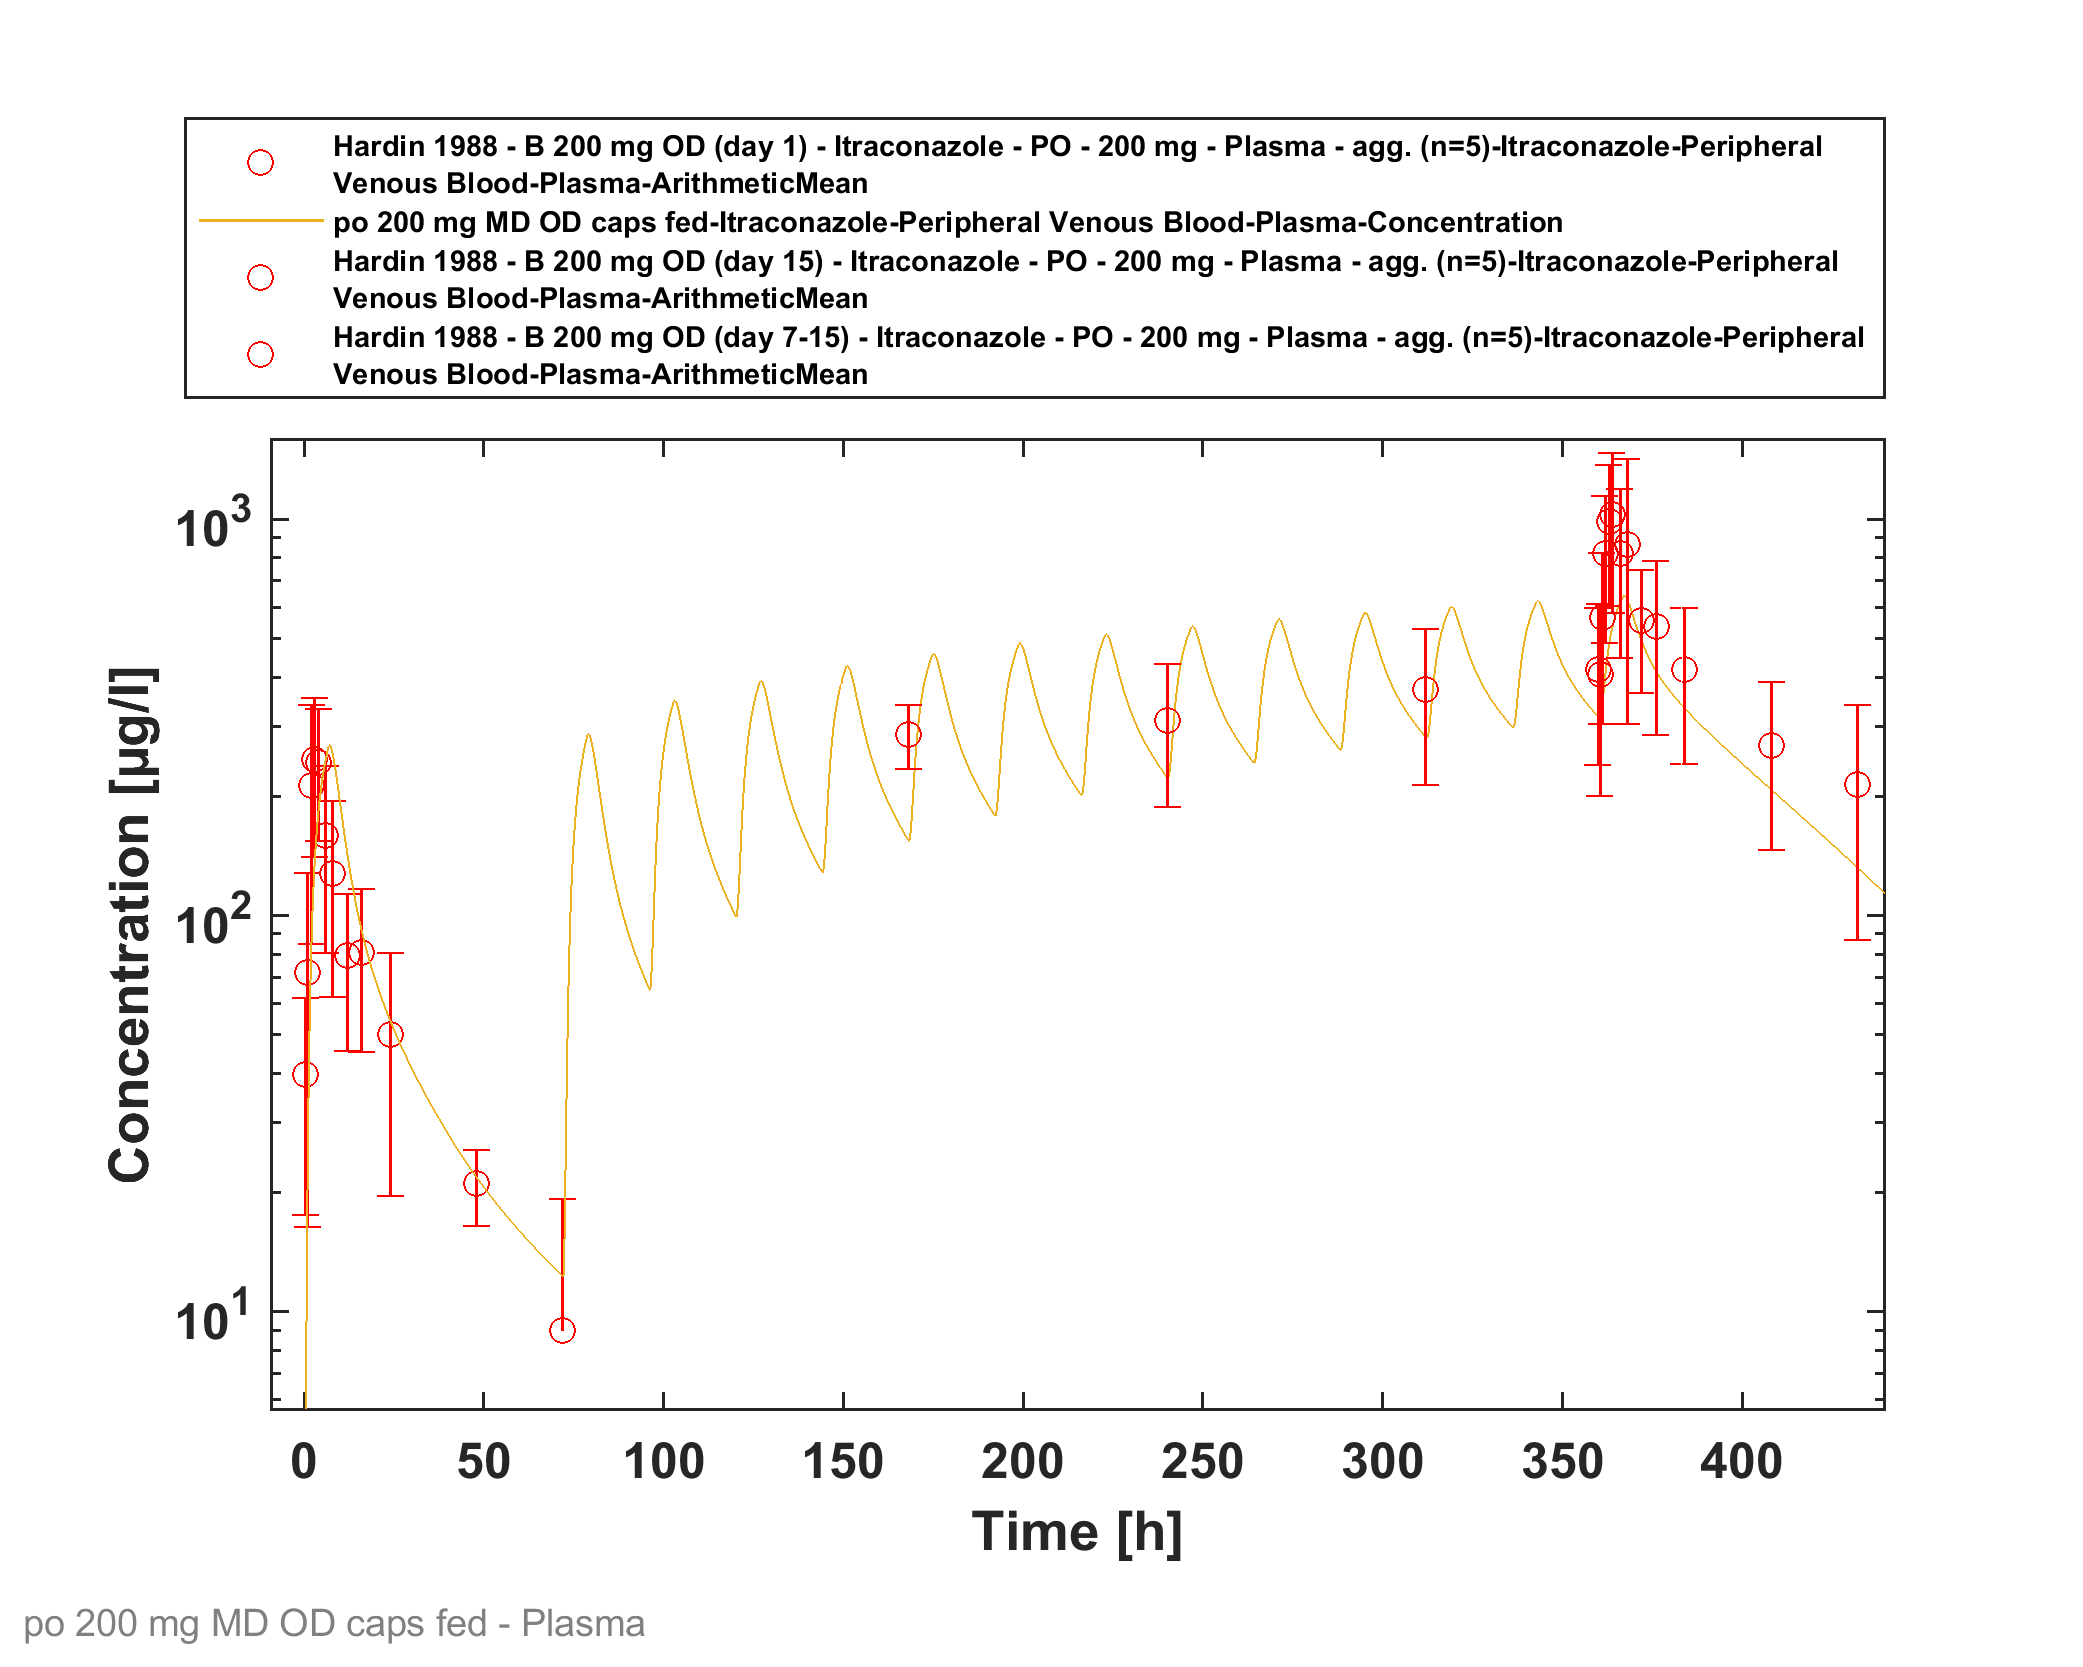 Hardin 1988 - B 200 mg OD (day 1) - Itraconazole - PO - 200 mg - Plasma - agg. (n=5)-Itraconazole-Peripheral
Venous Blood-Plasma-ArithmeticMean
po 200 mg MD OD caps fed-Itraconazole-Peripheral Venous Blood-Plasma-Concentration
Hardin 1988 - B 200 mg OD (day 15) - Itraconazole - PO - 200 mg - Plasma - agg. (n=5)-Itraconazole-Peripheral
Venous Blood-Plasma-ArithmeticMean
Hardin 1988 - B 200 mg OD (day 7-15) - Itraconazole - PO - 200 mg - Plasma - agg. (n=5)-Itraconazole-Peripheral
Venous Blood-Plasma-ArithmeticMean
Concentration [µg/l]
10³
10²
10¹
0 50 100 150 200 250 300 350 400
Time [h]
po 200 mg MD OD caps fed - Plasma